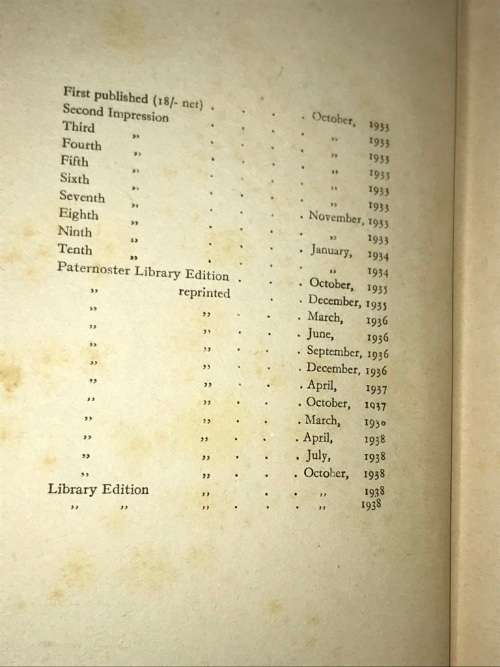 First published (18/- net) . . . . October, 1933
Second Impression . . . . „ 1933
Third „ . . . . „ 1933
Fourth „ . . . . „ 1933
Fifth „ . . . . „ 1933
Sixth „ . . . . „ 1933
Seventh „ . . . . November, 1933
Eighth „ . . . . „ 1933
Ninth „ . . . . January, 1934
Tenth „ . . . . „ 1934
Paternoster Library Edition . . . . October, 1935
„ reprinted . . December, 1935
„ „ . . . March, 1936
„ „ . . . June, 1936
„ „ . . . September, 1936
„ „ . . . December, 1936
„ „ . . . April, 1937
„ „ . . . October, 1937
„ „ . . . March,
„ „ . . . April, 1938
„ „ . . . July, 1938
„ „ . . . October, 1938
Library Edition „ . . . „ 1938
„ „ „ . . . „ 1938